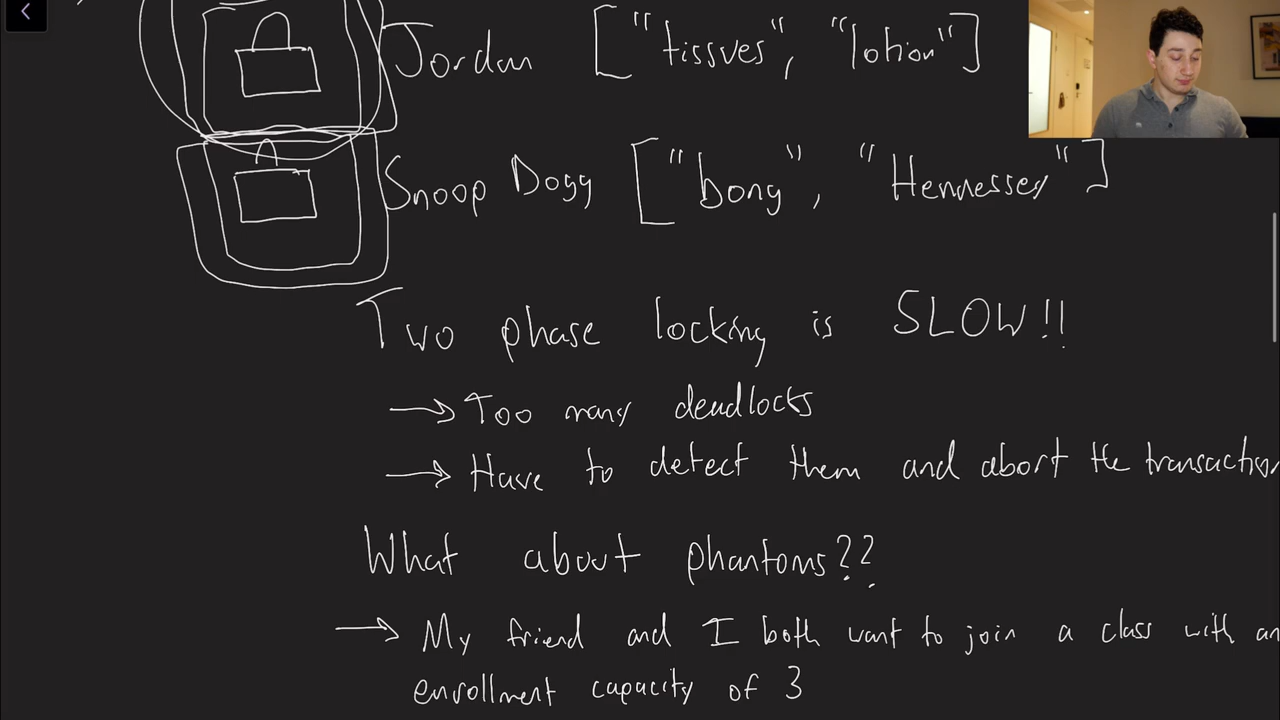 Jordan ["tissues", "lotion"]
Snoop Dogg ["bong", "Hennessey"]
Two phase locking is SLOW!!
→ Too many deadlocks
→ Have to detect them and abort the transaction
What about phantoms??
→ My friend and I both want to join a class with an
enrollment capacity of 3